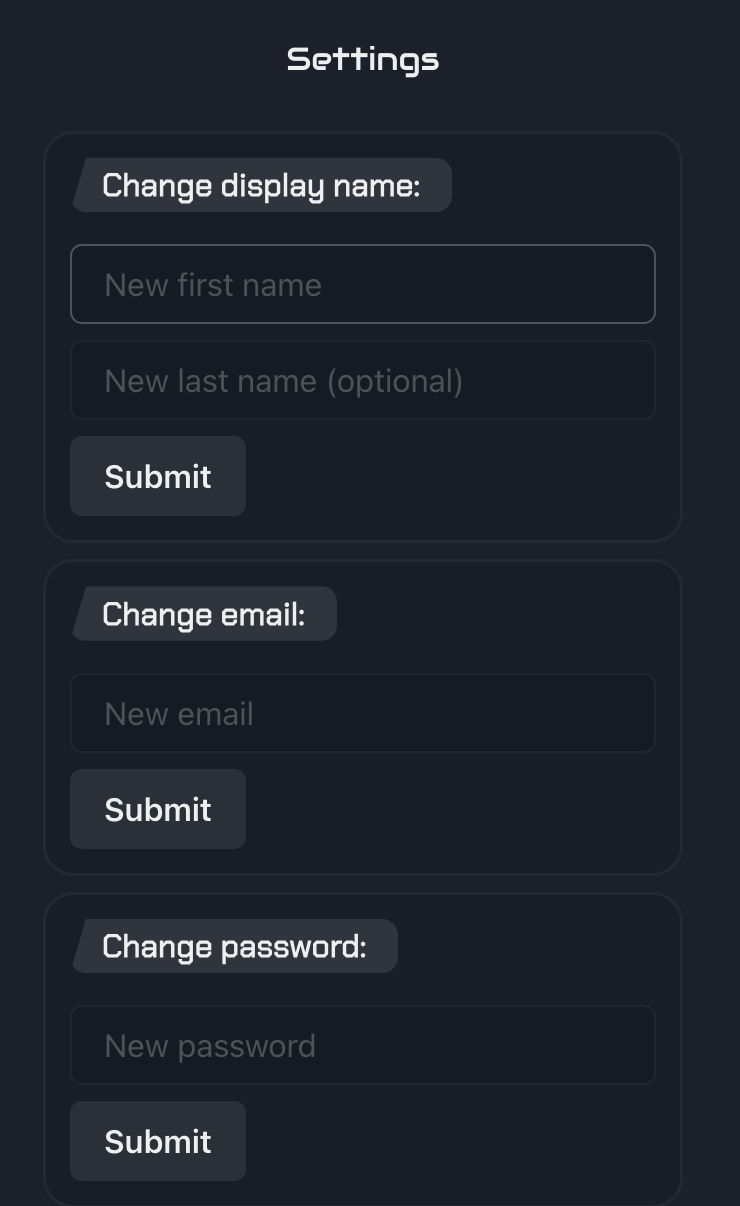 Settings
Change display name:
New first name
New last name (optional)
Submit
Change email:
New email
Submit
Change password:
New password
Submit